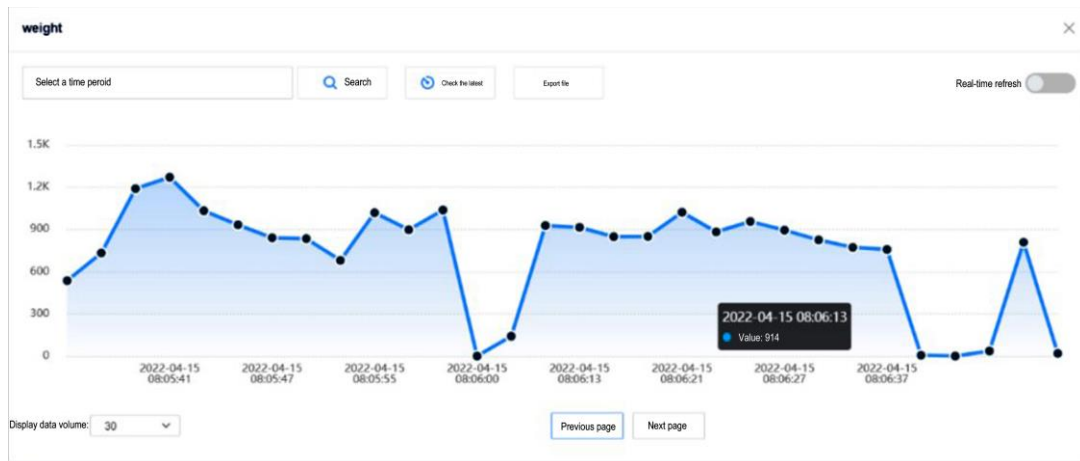 weight
Select a time peroid
Search
Check the latest
Export file
Real-time refresh
1.5K
1.2K
900
600
300
0
2022-04-15 08:06:13
Value: 914
2022-04-15 2022-04-15 2022-04-15 2022-04-15 2022-04-15 2022-04-15 2022-04-15 2022-04-15
08:05:41 08:05:47 08:05:55 08:06:00 08:06:13 08:06:21 08:06:27 08:06:37
Display data volume: 30
Previous page
Next page